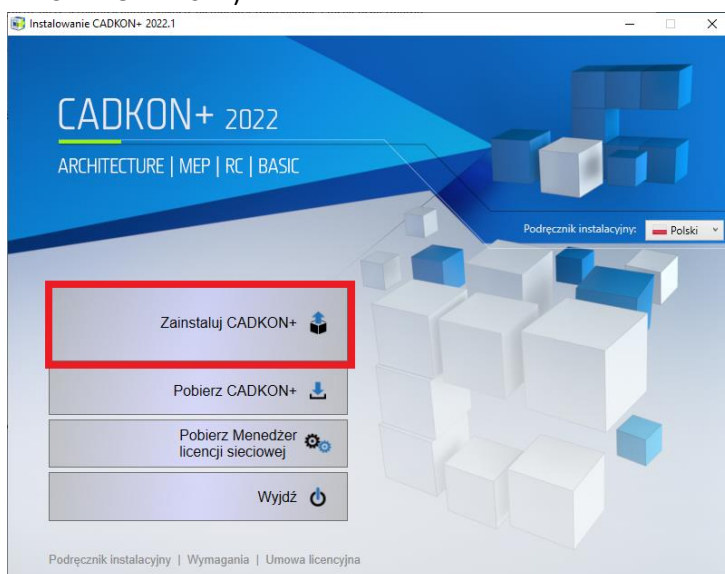 Instalowanie CADKON+ 2022.1
CADKON+ 2022
ARCHITECTURE | MEP | RC | BASIC
Podręcznik instalacyjny:
Polski
Zainstaluj CADKON+
Pobierz CADKON+
Pobierz Menedżer
licencji sieciowej
Wyjdź
Podręcznik instalacyjny | Wymagania | Umowa licencyjna